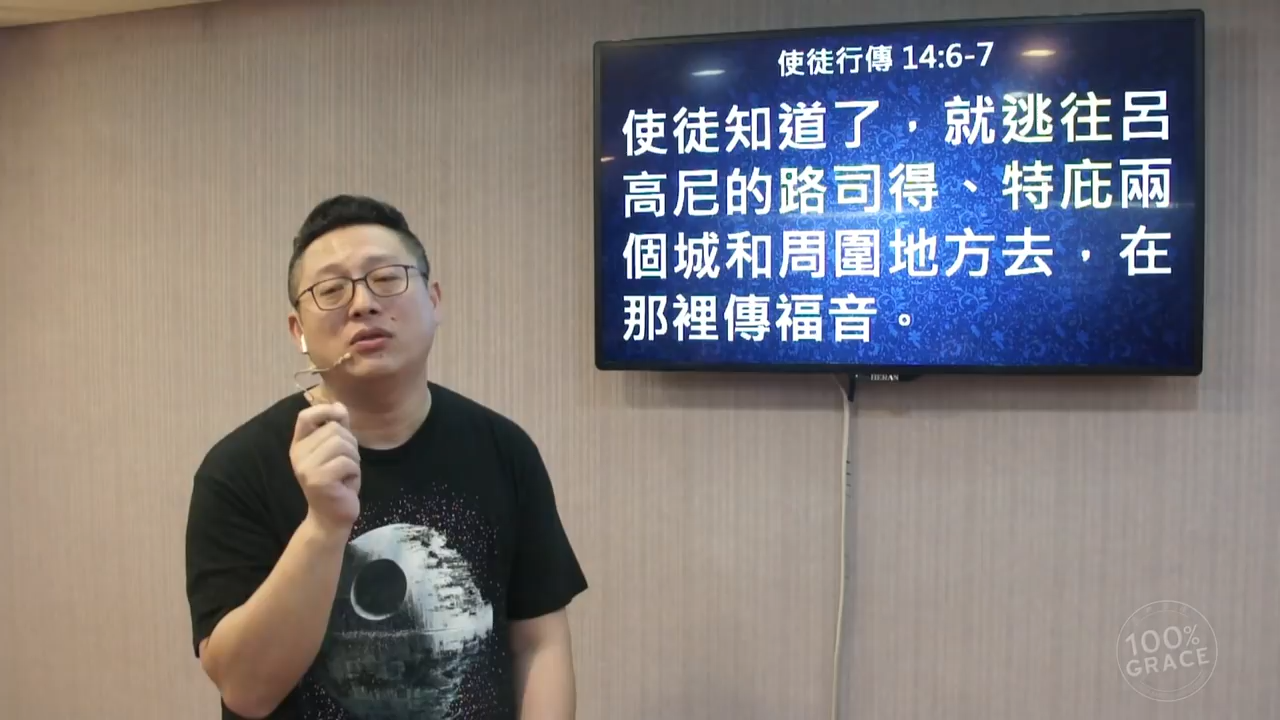 使徒行傳 14:6-7
使徒知道了，就逃往呂
高尼的路司得、特庇兩
個城和周圍地方去，在
那裡傳福音。
HERAN
100%
GRACE